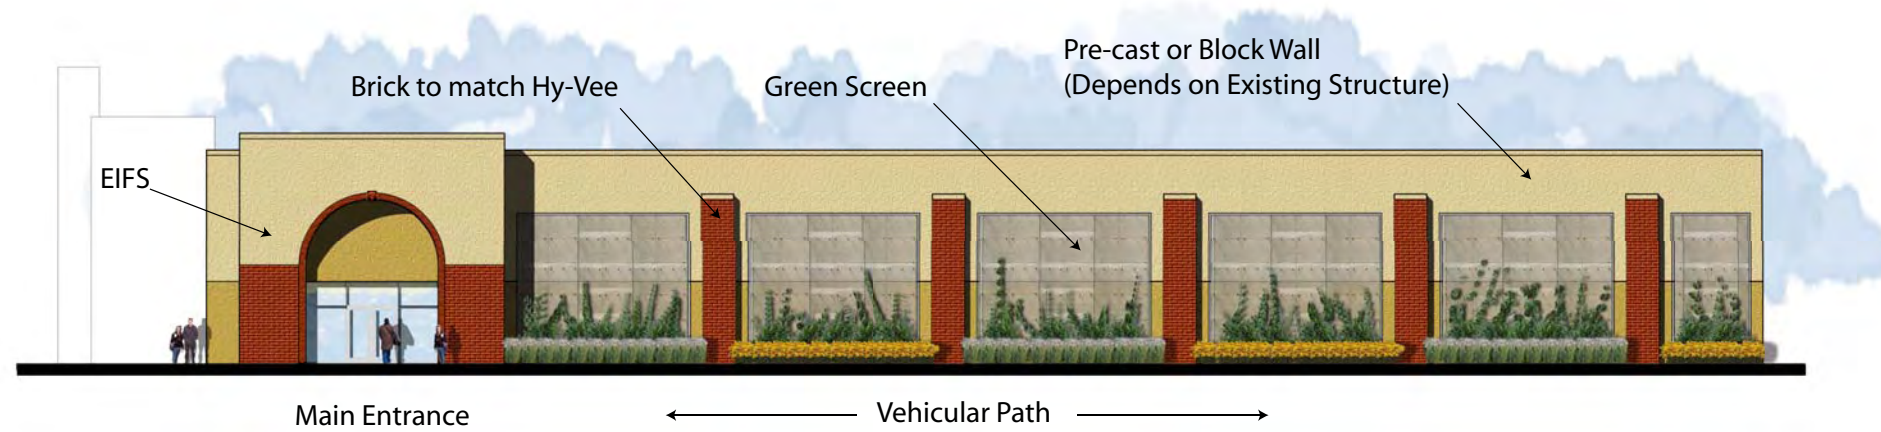 Pre-cast or Block Wall
(Depends on Existing Structure)
Brick to match Hy-Vee
Green Screen
EIFS
Main Entrance
Vehicular Path